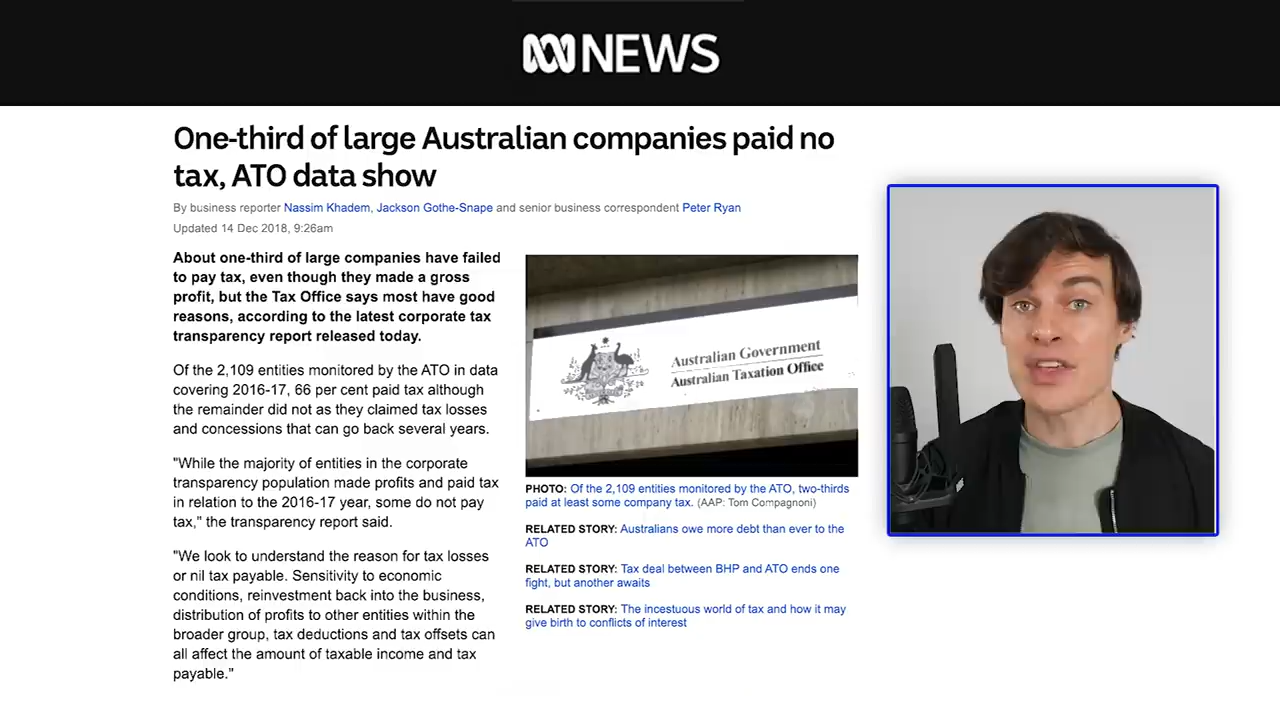 NEWS
One-third of large Australian companies paid no
tax, ATO data show
By business reporter Nassim Khadem, Jackson Gothe-Snape and senior business correspondent Peter Ryan
Updated 14 Dec 2018, 9:26am
About one-third of large companies have failed
to pay tax, even though they made a gross
profit, but the Tax Office says most have good
reasons, according to the latest corporate tax
transparency report released today.
Of the 2,109 entities monitored by the ATO in data
covering 2016-17, 66 per cent paid tax although
the remainder did not as they claimed tax losses
and concessions that can go back several years.
"While the majority of entities in the corporate
transparency population made profits and paid tax
in relation to the 2016-17 year, some do not pay
tax," the transparency report said.
"We look to understand the reason for tax losses
or nil tax payable. Sensitivity to economic
conditions, reinvestment back into the business,
distribution of profits to other entities within the
broader group, tax deductions and tax offsets can
all affect the amount of taxable income and tax
payable."
Australian Government
Australian Taxation Office
PHOTO: Of the 2,109 entities monitored by the ATO, two-thirds
paid at least some company tax. (AAP: Tom Compagnoni)
RELATED STORY: Australians owe more debt than ever to the
ATO
RELATED STORY: Tax deal between BHP and ATO ends one
fight, but another awaits
RELATED STORY: The incestuous world of tax and how it may
give birth to conflicts of interest